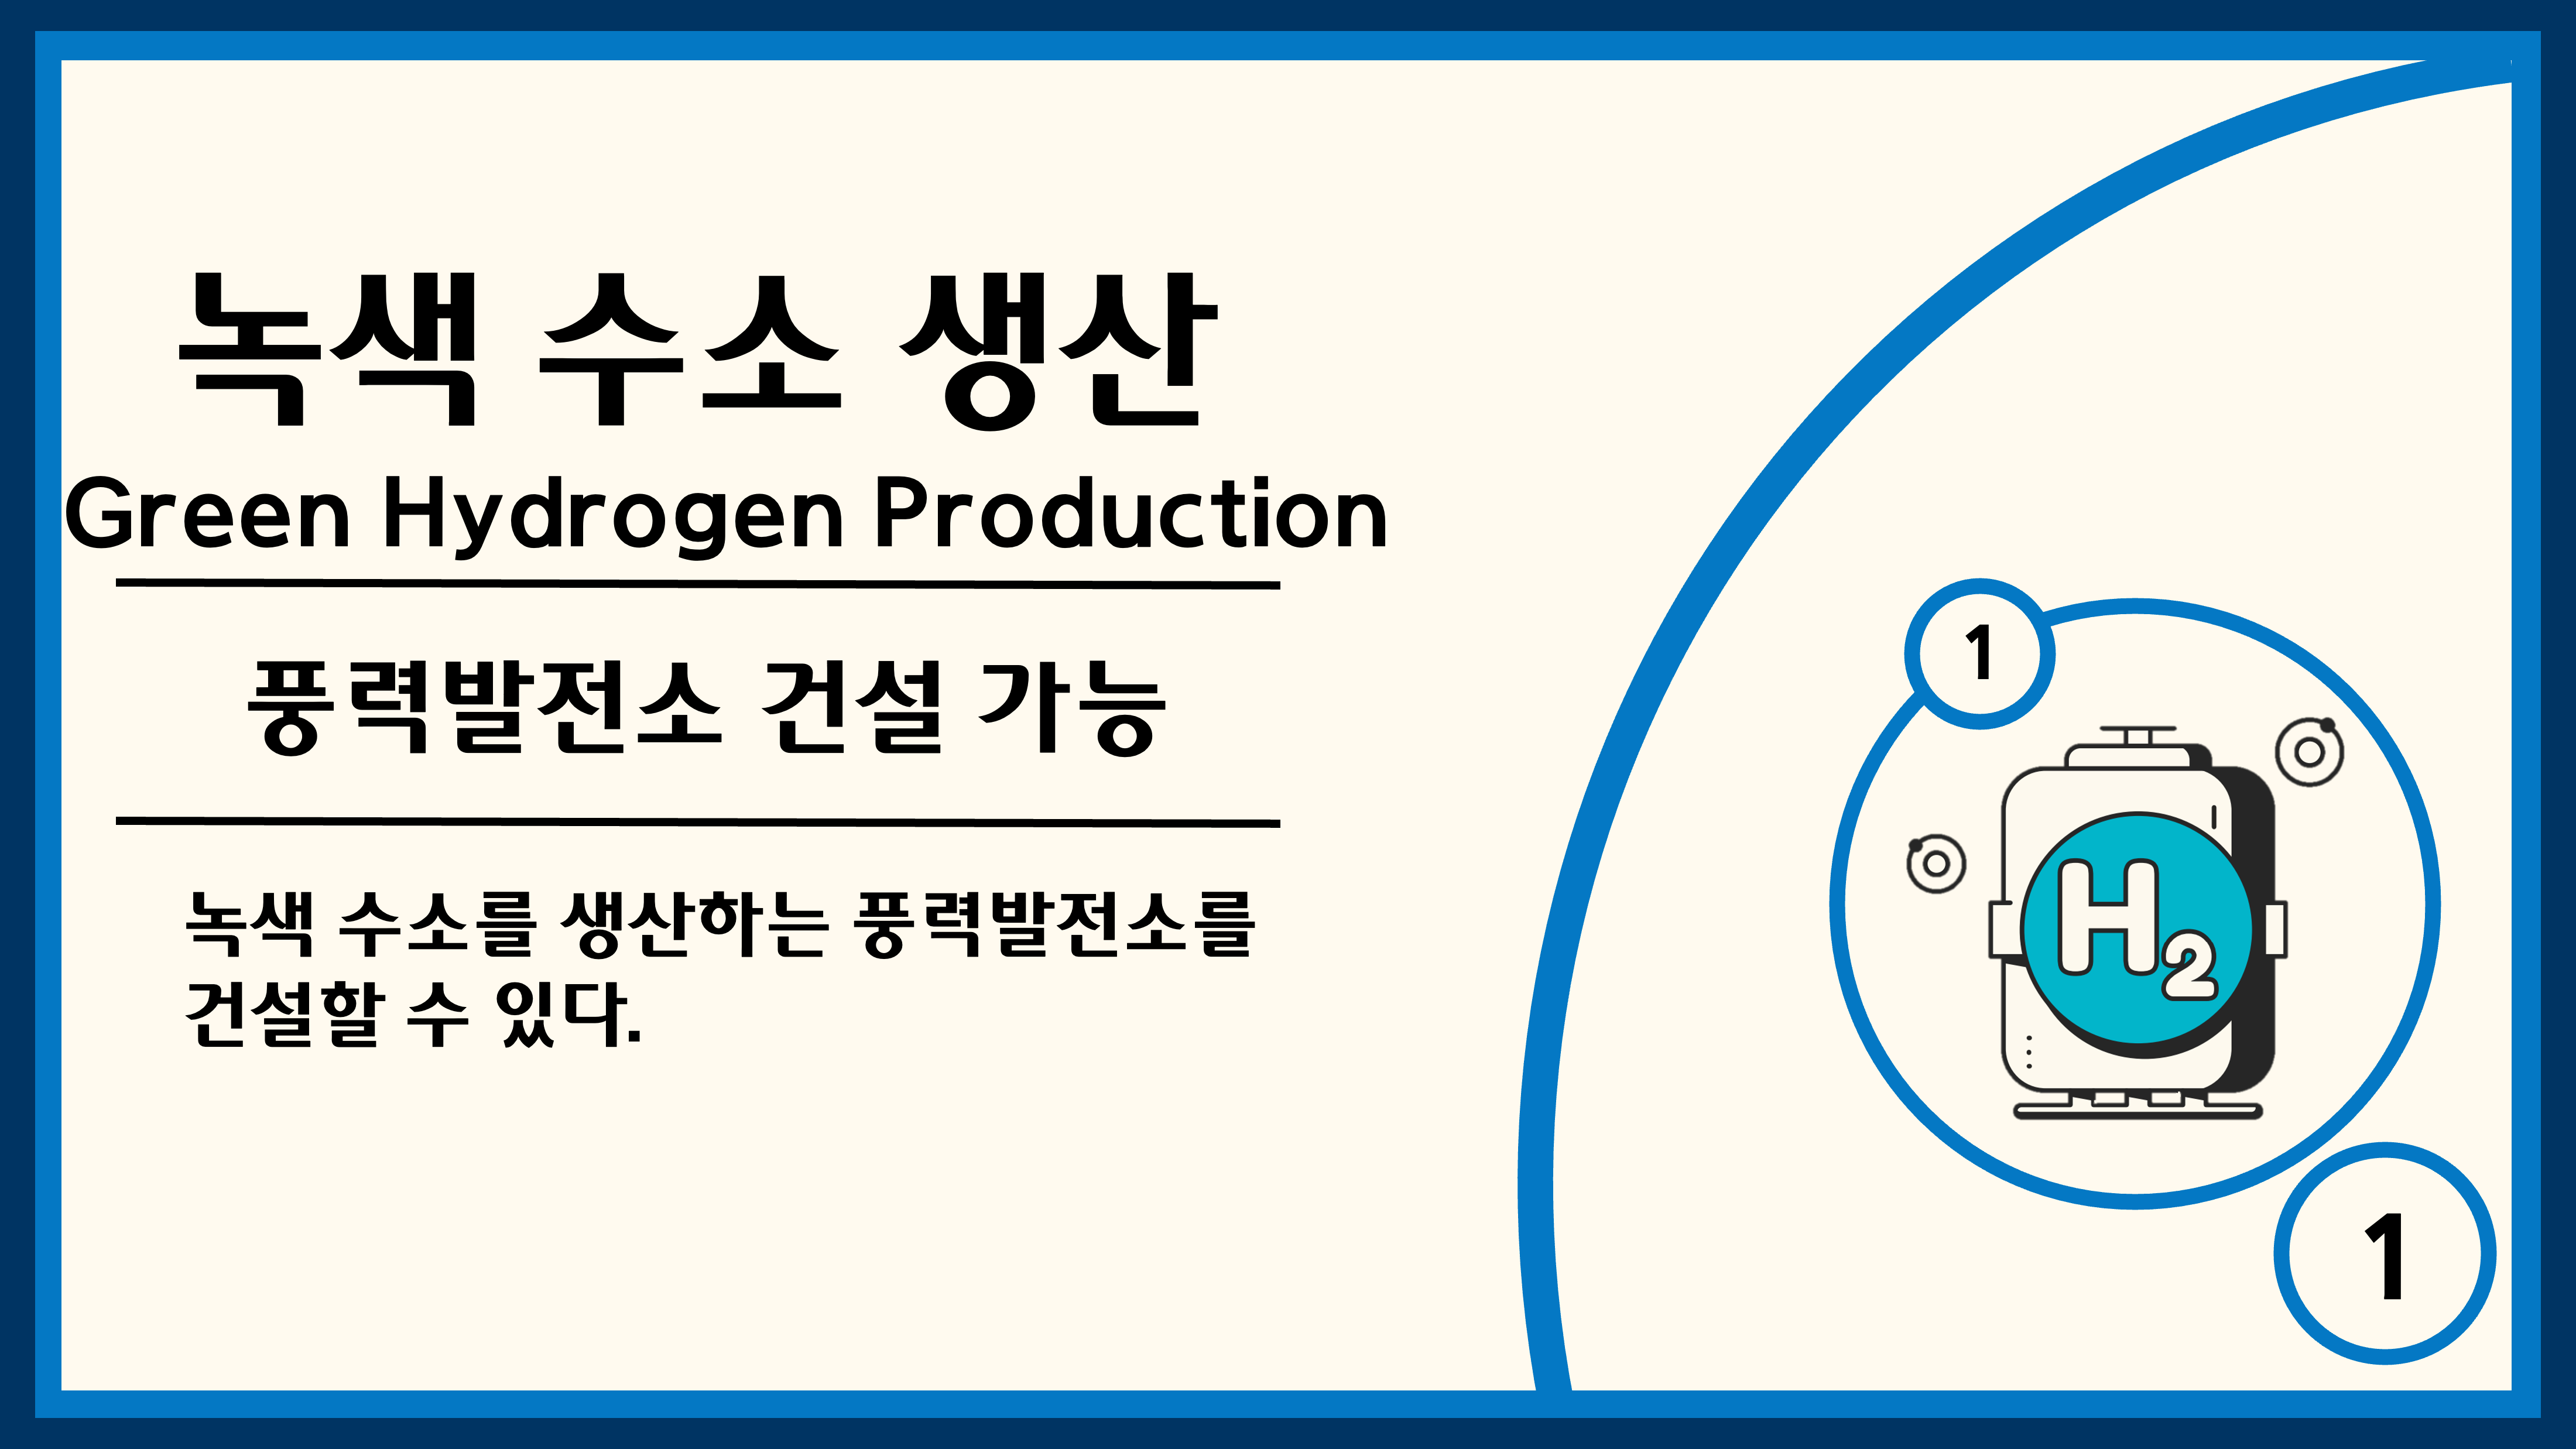 녹색 수소 생산
Green Hydrogen Production
풍력발전소 건설 가능
녹색 수소를 생산하는 풍력발전소를
건설할 수 있다.
1
H2
1